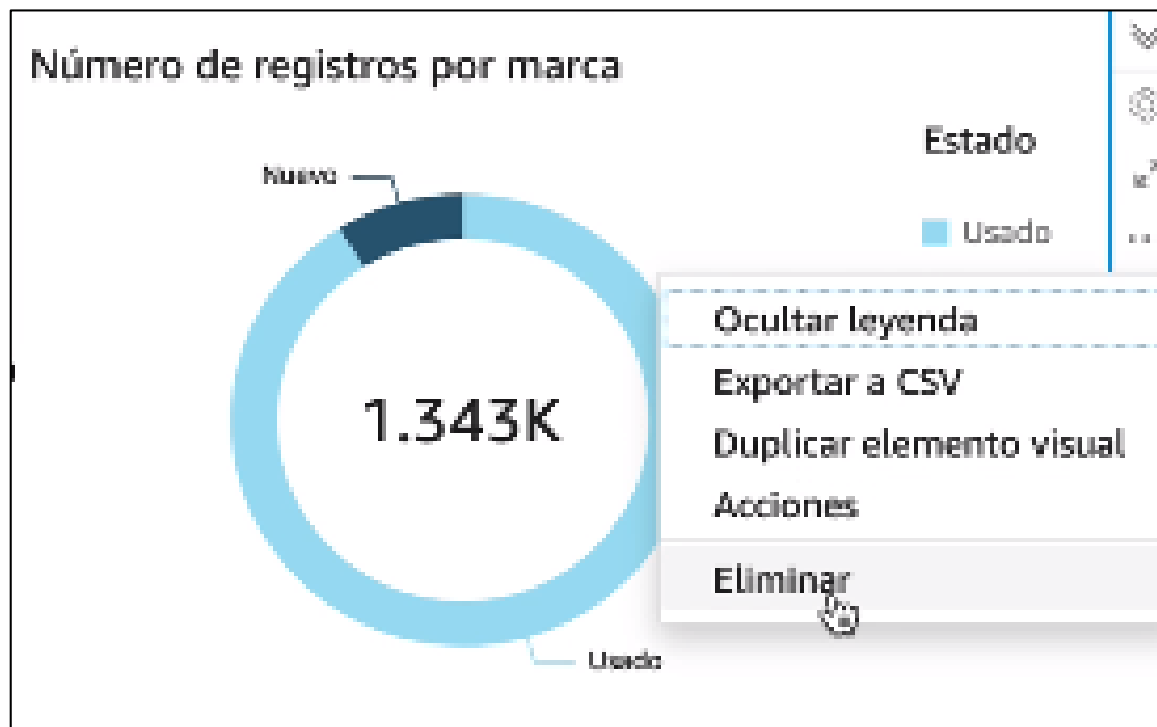 Número de registros por marca
Estado
Nuevo
Usado
1.343K
Ocultar leyenda
Exportar a CSV
Duplicar elemento visual
Acciones
Eliminar
Usado